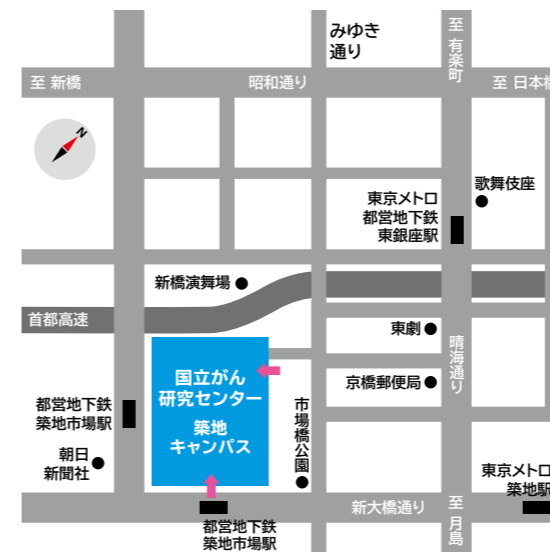 みゆき
通り
至 有楽町
至 新橋
昭和通り
至 日本橋
N
歌舞伎座
東京メトロ
都営地下鉄
東銀座駅
新橋演舞場
首都高速
東劇
晴海通り
国立がん
研究センター
築地
キャンパス
京橋郵便局
都営地下鉄
築地市場駅
市場橋公園
朝日
新聞社
東京メトロ
築地駅
新大橋通り
至 月島
都営地下鉄
築地市場駅